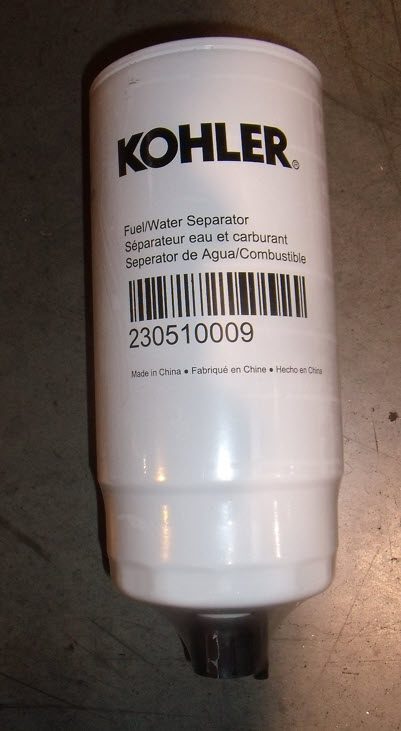 KOHLER®
Fuel/Water Separator
Séparateur eau et carburant
Seperator de Agua/Combustible
230510009
Made in China ● Fabriqué en Chine ● Hecho en China